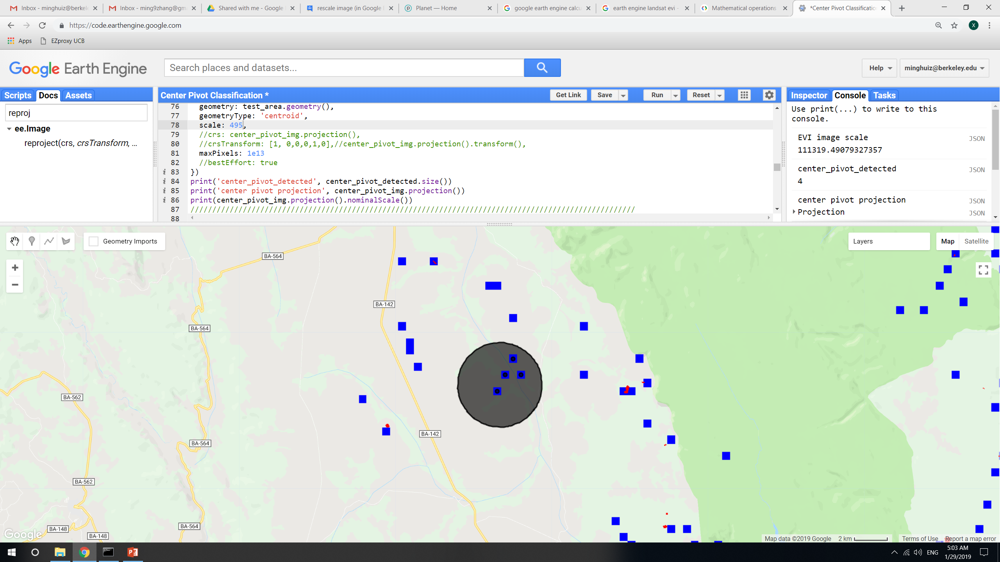 Inbox - minghuiz@berkele
Inbox - ming9zhang@gm
Shared with me - Google
rescale image (in Google
Planet — Home
google earth engine calcu
earth engine landsat evi -
Mathematical operations
*Center Pivot Classificatio
https://code.earthengine.google.com
X
Apps
EZproxy UCB
Google Earth Engine
Search places and datasets...
Help
minghuiz@berkeley.edu
Scripts
Docs
Assets
reproj
ee.Image
reproject(crs, crsTransform, ...
Center Pivot Classification *
Get Link
Save
Run
Reset
76 geometry: test_area.geometry(),
77 geometryType: 'centroid',
78 scale: 495,
79 //crs: center_pivot_img.projection(),
80 //crsTransform: [1, 0,0,0,1,0],//center_pivot_img.projection().transform(),
81 maxPixels: 1e13
82 //bestEffort: true
i 83 })
i 84 print('center_pivot_detected', center_pivot_detected.size())
i 85 print('center pivot projection', center_pivot_img.projection())
i 86 print(center_pivot_img.projection().nominalScale())
87 //////////////////////////////////////////////////////////////////////////////////////////////////////
88
Inspector
Console
Tasks
Use print(...) to write to this
console.
EVI image scale JSON
111319.49079327357
center_pivot_detected JSON
4
center pivot projection JSON
Projection JSON
Geometry Imports
Layers
Map
Satellite
+
−
BA-564
BA-142
BA-564
BA-562
BA-142
BA-564
BA-562
BA-564
BA-148
BA-148
Google
Map data ©2019 Google
2 km
Terms of Use
Report a map error
ENG
5:03 AM
1/29/2019